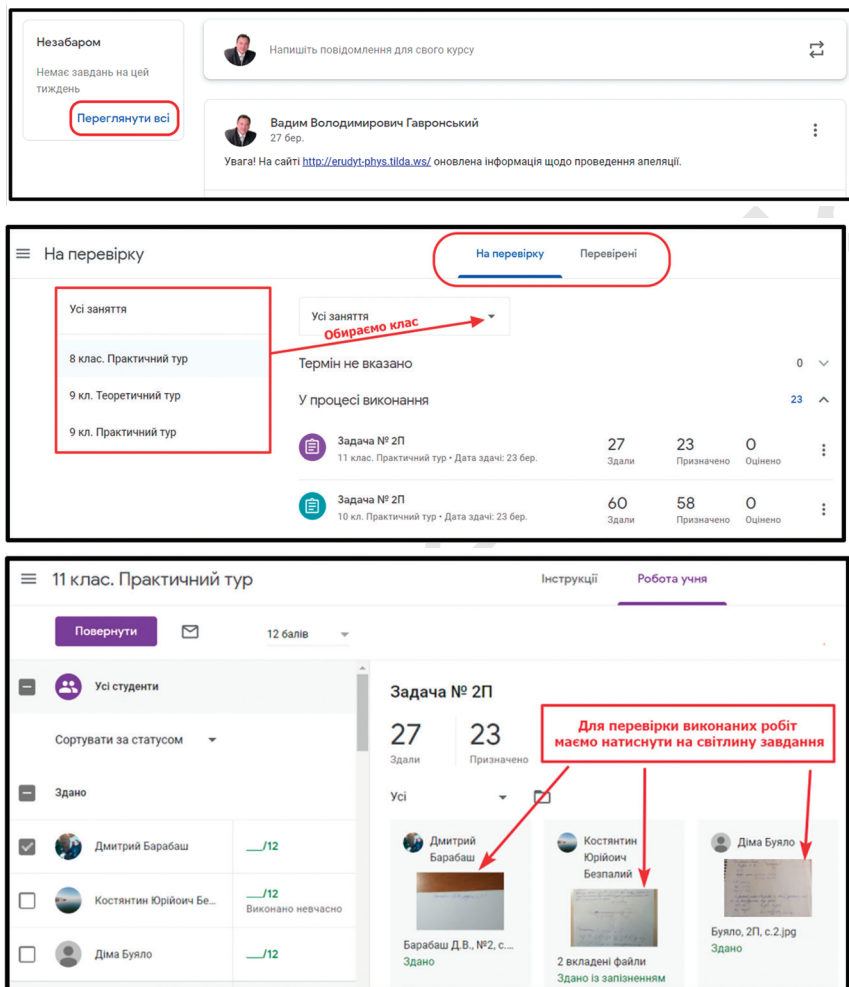 Незабаром
Немає завдань на цей
тиждень
Переглянути всі
Напишіть повідомлення для свого курсу
Вадим Володимирович Гавронський
27 бер.
Увага! На сайті http://erudyt-phys.tilda.ws/ оновлена інформація щодо проведення апеляції.
На перевірку
На перевірку Перевірені
Усі заняття
8 клас. Практичний тур
9 кл. Теоретичний тур
9 кл. Практичний тур
Усі заняття
Обираємо клас
Термін не вказано 0
У процесі виконання 23
Задача № 2П
11 клас. Практичний тур • Дата здачі: 23 бер.
27 23 0
Здали Призначено Оцінено
Задача № 2П
10 кл. Практичний тур • Дата здачі: 23 бер.
60 58 0
Здали Призначено Оцінено
11 клас. Практичний тур
Інструкції Робота учня
Повернути 12 балів
Усі студенти
Сортувати за статусом
Здано
Дмитрий Барабаш __/12
Костянтин Юрійоич Бе... __/12
Виконано невчасно
Діма Буяло __/12
Задача № 2П
27 23
Здали Призначено
Для перевірки виконаних робіт
маємо натиснути на світлину завдання
Усі
Дмитрий
Барабаш
Барабаш Д.В., №2, с....
Здано
Костянтин
Юрійоич
Безпалий
2 вкладені файли
Здано із запізненням
Діма Буяло
Буяло, 2П, с.2.jpg
Здано